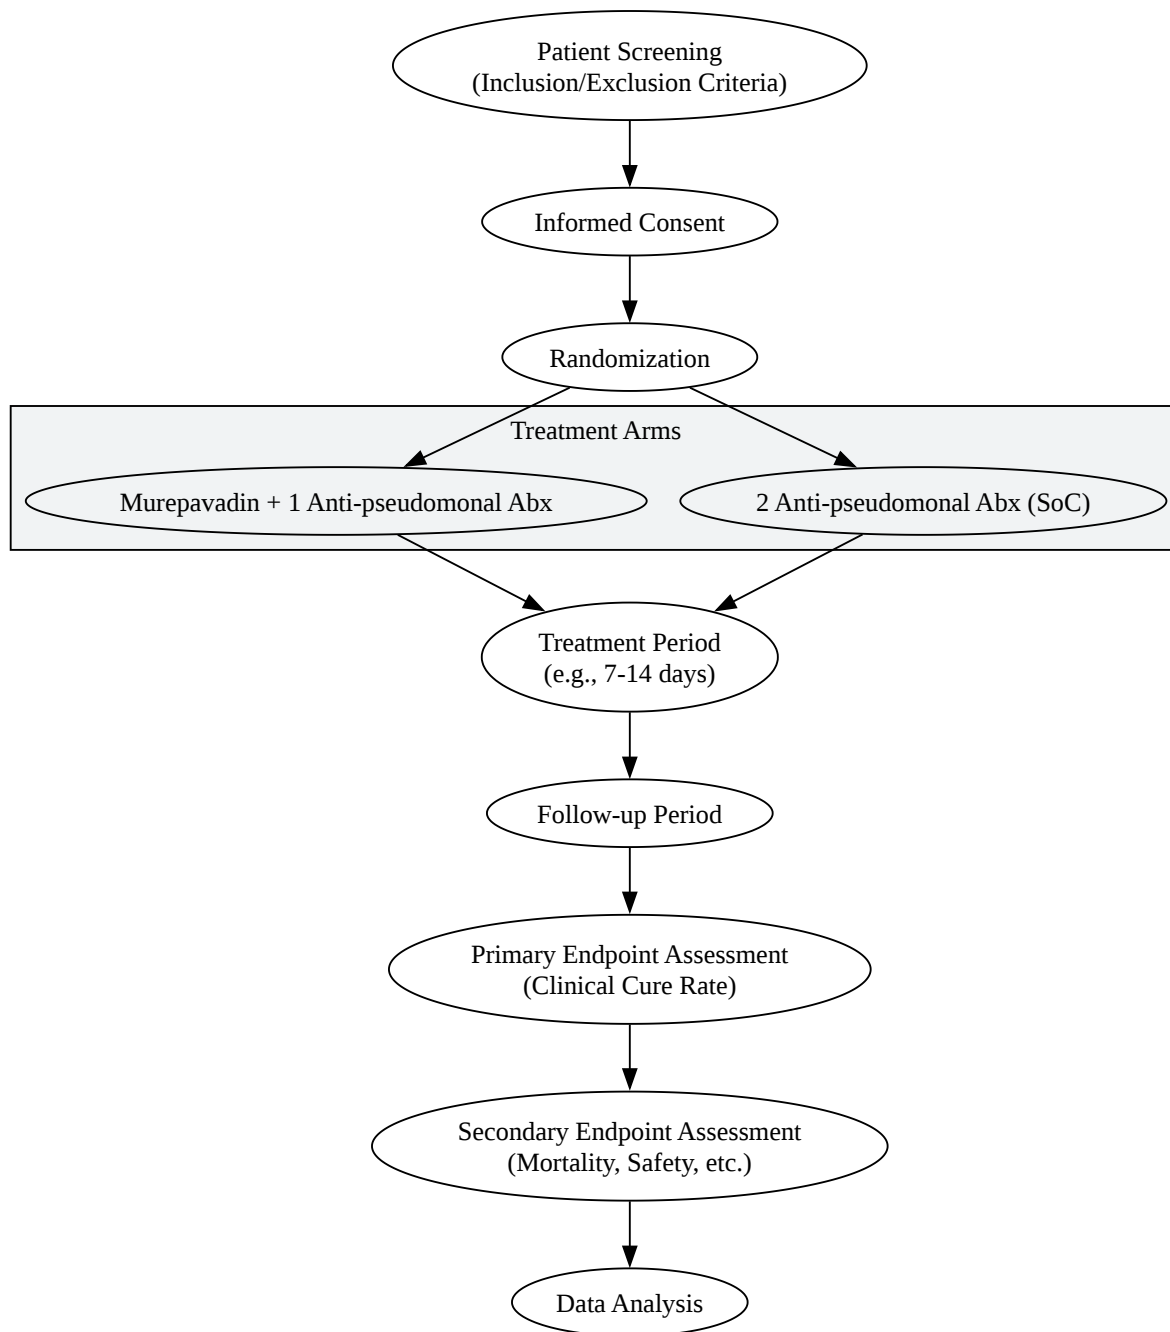 Patient Screening
(Inclusion/Exclusion Criteria)
Informed Consent
Randomization
Treatment Arms
Murepavadin + 1 Anti-pseudomonal Abx
2 Anti-pseudomonal Abx (SoC)
Treatment Period
(e.g., 7-14 days)
Follow-up Period
Primary Endpoint Assessment
(Clinical Cure Rate)
Secondary Endpoint Assessment
(Mortality, Safety, etc.)
Data Analysis